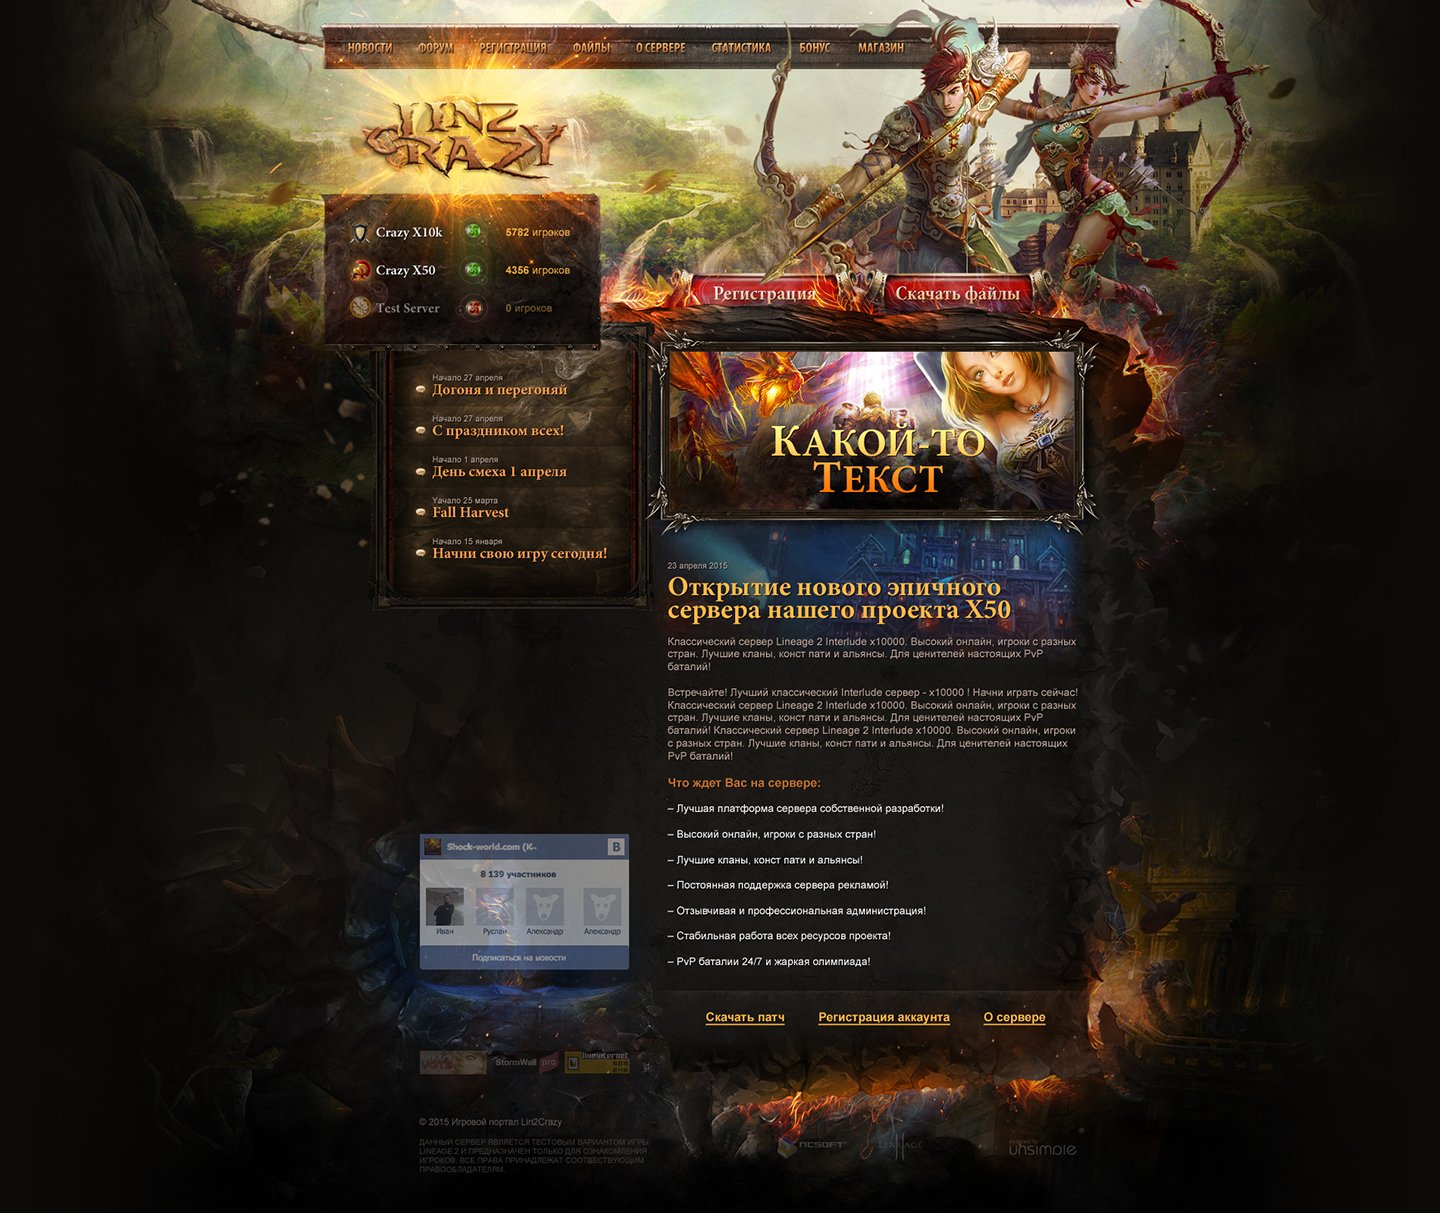 НОВОСТИ ФОРУМ РЕГИСТРАЦИЯ ФАЙЛЫ О СЕРВЕРЕ СТАТИСТИКА БОНУС МАГАЗИН
LIN2
CRAZY
Crazy X10k 5782 игроков
Crazy X50 4356 игроков
Test Server 0 игроков
Регистрация Скачать файлы
Начало 27 апреля
Догоня и перегоняй
Начало 27 апреля
С праздником всех!
Начало 1 апреля
День смеха 1 апреля
Yачало 25 марта
Fall Harvest
Начало 15 января
Начни свою игру сегодня!
Какой-то
Текст
23 апреля 2015
Открытие нового эпичного
сервера нашего проекта X50
Классический сервер Lineage 2 Interlude x10000. Высокий онлайн, игроки с разных
стран. Лучшие кланы, конст пати и альянсы. Для ценителей настоящих PvP
баталий!
Встречайте! Лучший классический Interlude сервер - x10000 ! Начни играть сейчас!
Классический сервер Lineage 2 Interlude x10000. Высокий онлайн, игроки с разных
стран. Лучшие кланы, конст пати и альянсы. Для ценителей настоящих PvP
баталий! Классический сервер Lineage 2 Interlude x10000. Высокий онлайн, игроки
с разных стран. Лучшие кланы, конст пати и альянсы. Для ценителей настоящих
PvP баталий!
Что ждет Вас на сервере:
– Лучшая платформа сервера собственной разработки!
– Высокий онлайн, игроки с разных стран!
– Лучшие кланы, конст пати и альянсы!
– Постоянная поддержка сервера рекламой!
– Отзывчивая и профессиональная администрация!
– Стабильная работа всех ресурсов проекта!
– PvP баталии 24/7 и жаркая олимпиада!
Скачать патч Регистрация аккаунта О сервере
Shock-world.com (К.. B
8 139 участников
Иван Руслан Александр Александр
Подписаться на новости
StormWall pro liveinternet
© 2015 Игровой портал Lin2Crazy
ДАННЫЙ СЕРВЕР ЯВЛЯЕТСЯ ТЕСТОВЫМ ВАРИАНТОМ ИГРЫ
LINEAGE 2 И ПРЕДНАЗНАЧЕН ТОЛЬКО ДЛЯ ОЗНАКОМЛЕНИЯ
ИГРОКОВ. ВСЕ ПРАВА ПРИНАДЛЕЖАТ СООТВЕСТВУЮЩИМ
ПРАВООБЛАДАТЕЛЯМ.
NCSOFT LINEAGE unsimple